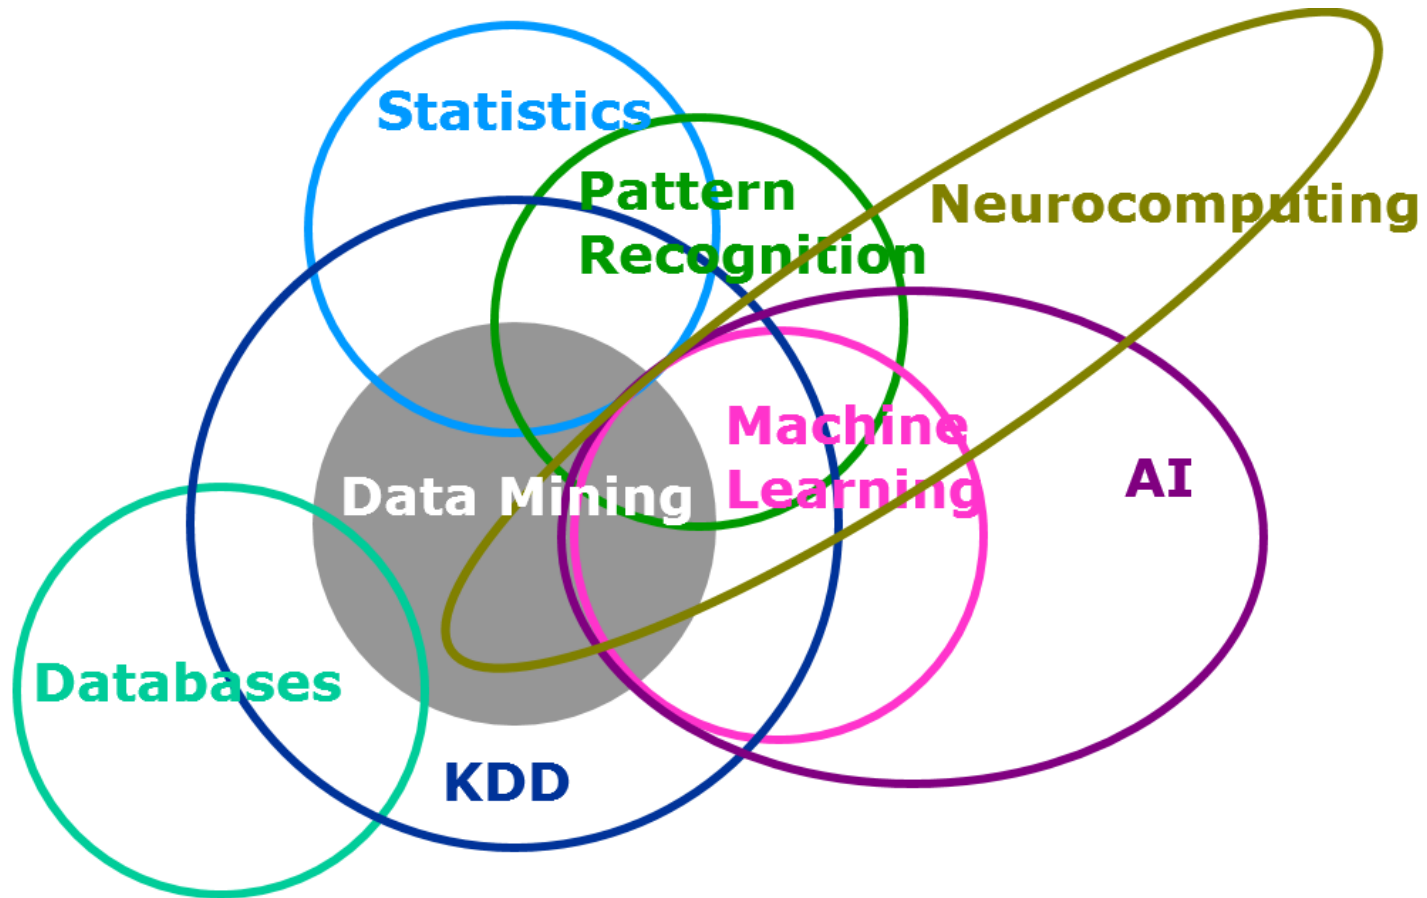 Statistics
Pattern
Recognition
Neurocomputing
Machine
Learning
AI
Data Mining
Databases
KDD